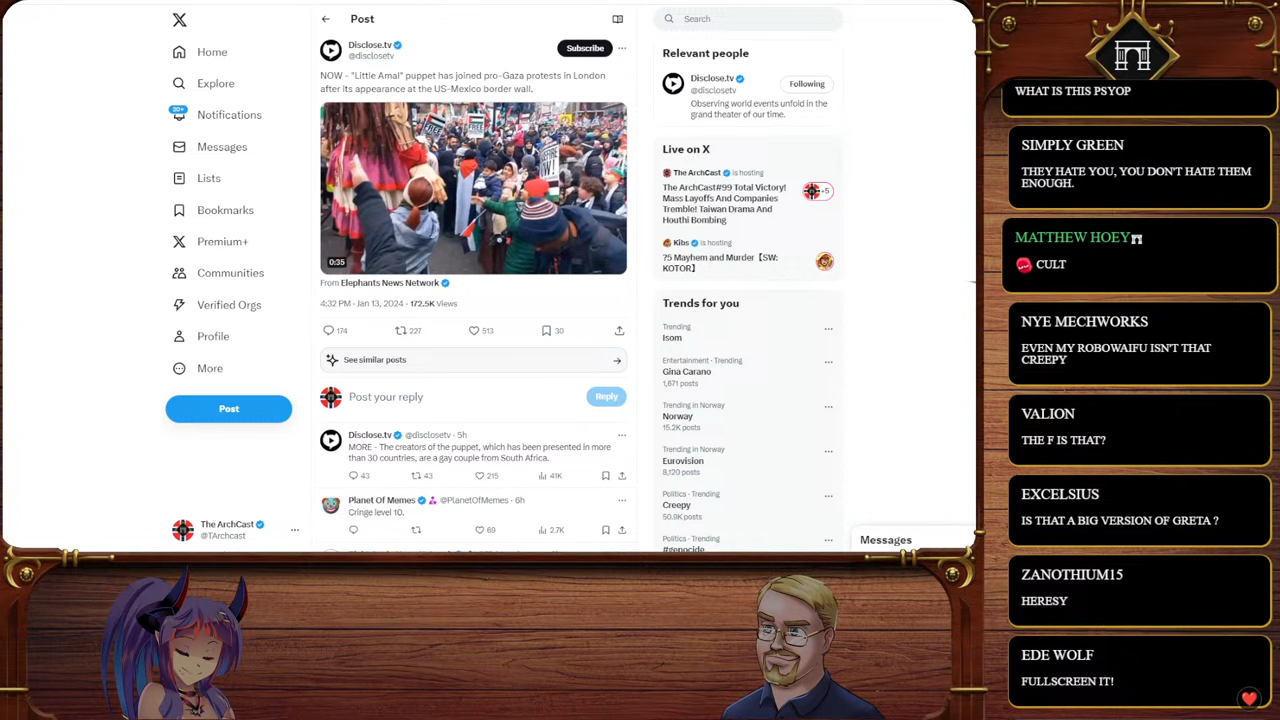 Home
Explore
20+
Notifications
Messages
Lists
Bookmarks
Premium+
Communities
Verified Orgs
Profile
More
Post
The ArchCast
@TArchcast
Post
Disclose.tv
@disclosetv
Subscribe
NOW - "Little Amal" puppet has joined pro-Gaza protests in London
after its appearance at the US-Mexico border wall.
FREE
FREE
0:35
From Elephants News Network
4:32 PM · Jan 13, 2024 · 172.5K Views
174
227
513
30
See similar posts
Post your reply
Reply
Disclose.tv @disclosetv · 5h
MORE - The creators of the puppet, which has been presented in more
than 30 countries, are a gay couple from South Africa.
43
43
215
41K
Planet Of Memes @PlanetOfMemes · 6h
Cringe level 10.
69
2.7K
Search
Relevant people
Disclose.tv
@disclosetv
Following
Observing world events unfold in the
grand theater of our time.
Live on X
The ArchCast is hosting
The ArchCast#99 Total Victory!
Mass Layoffs And Companies
Tremble! Taiwan Drama And
Houthi Bombing
+5
Kibs is hosting
?5 Mayhem and Murder【SW:
KOTOR】
Trends for you
Trending
Isom
Entertainment · Trending
Gina Carano
1,671 posts
Trending in Norway
Norway
15.2K posts
Trending in Norway
Eurovision
8,120 posts
Politics · Trending
Creepy
50.9K posts
Politics · Trending
#genocide
Messages
WHAT IS THIS PSYOP
SIMPLY GREEN
THEY HATE YOU, YOU DON'T HATE THEM
ENOUGH.
MATTHEW HOEY
CULT
NYE MECHWORKS
EVEN MY ROBOWAIFU ISN'T THAT
CREEPY
VALION
THE F IS THAT?
EXCELSIUS
IS THAT A BIG VERSION OF GRETA ?
ZANOTHIUM15
HERESY
EDE WOLF
FULLSCREEN IT!